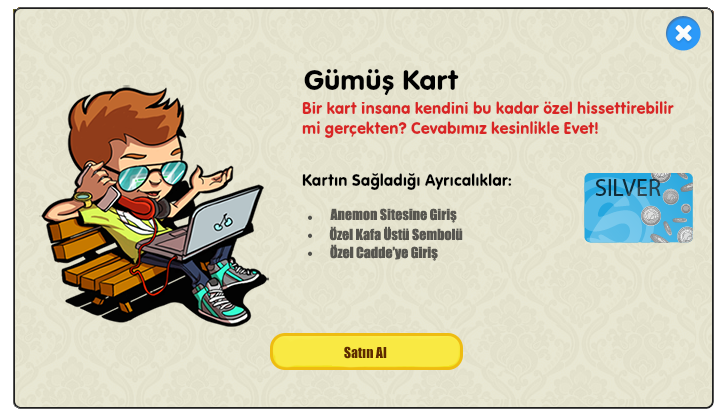 Gümüş Kart
Bir kart insana kendini bu kadar özel hissettirebilir
mi gerçekten? Cevabımız kesinlikle Evet!
Kartın Sağladığı Ayrıcalıklar:
SILVER
• Anemon Sitesine Giriş
• Özel Kafa Üstü Sembolü
• Özel Cadde'ye Giriş
Satın Al